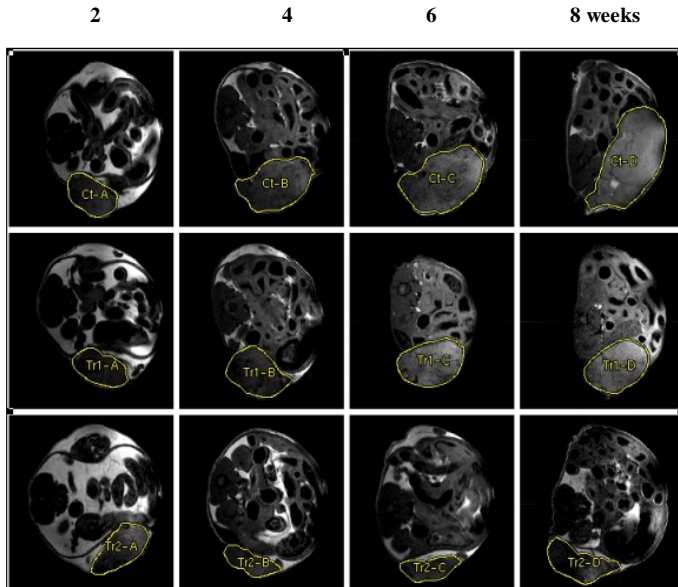 2 4 6 8 weeks
Ct-A Ct-B Ct-C Ct-D
Tr1-A Tr1-B Tr1-C Tr1-D
Tr2-A Tr2-B Tr2-C Tr2-D